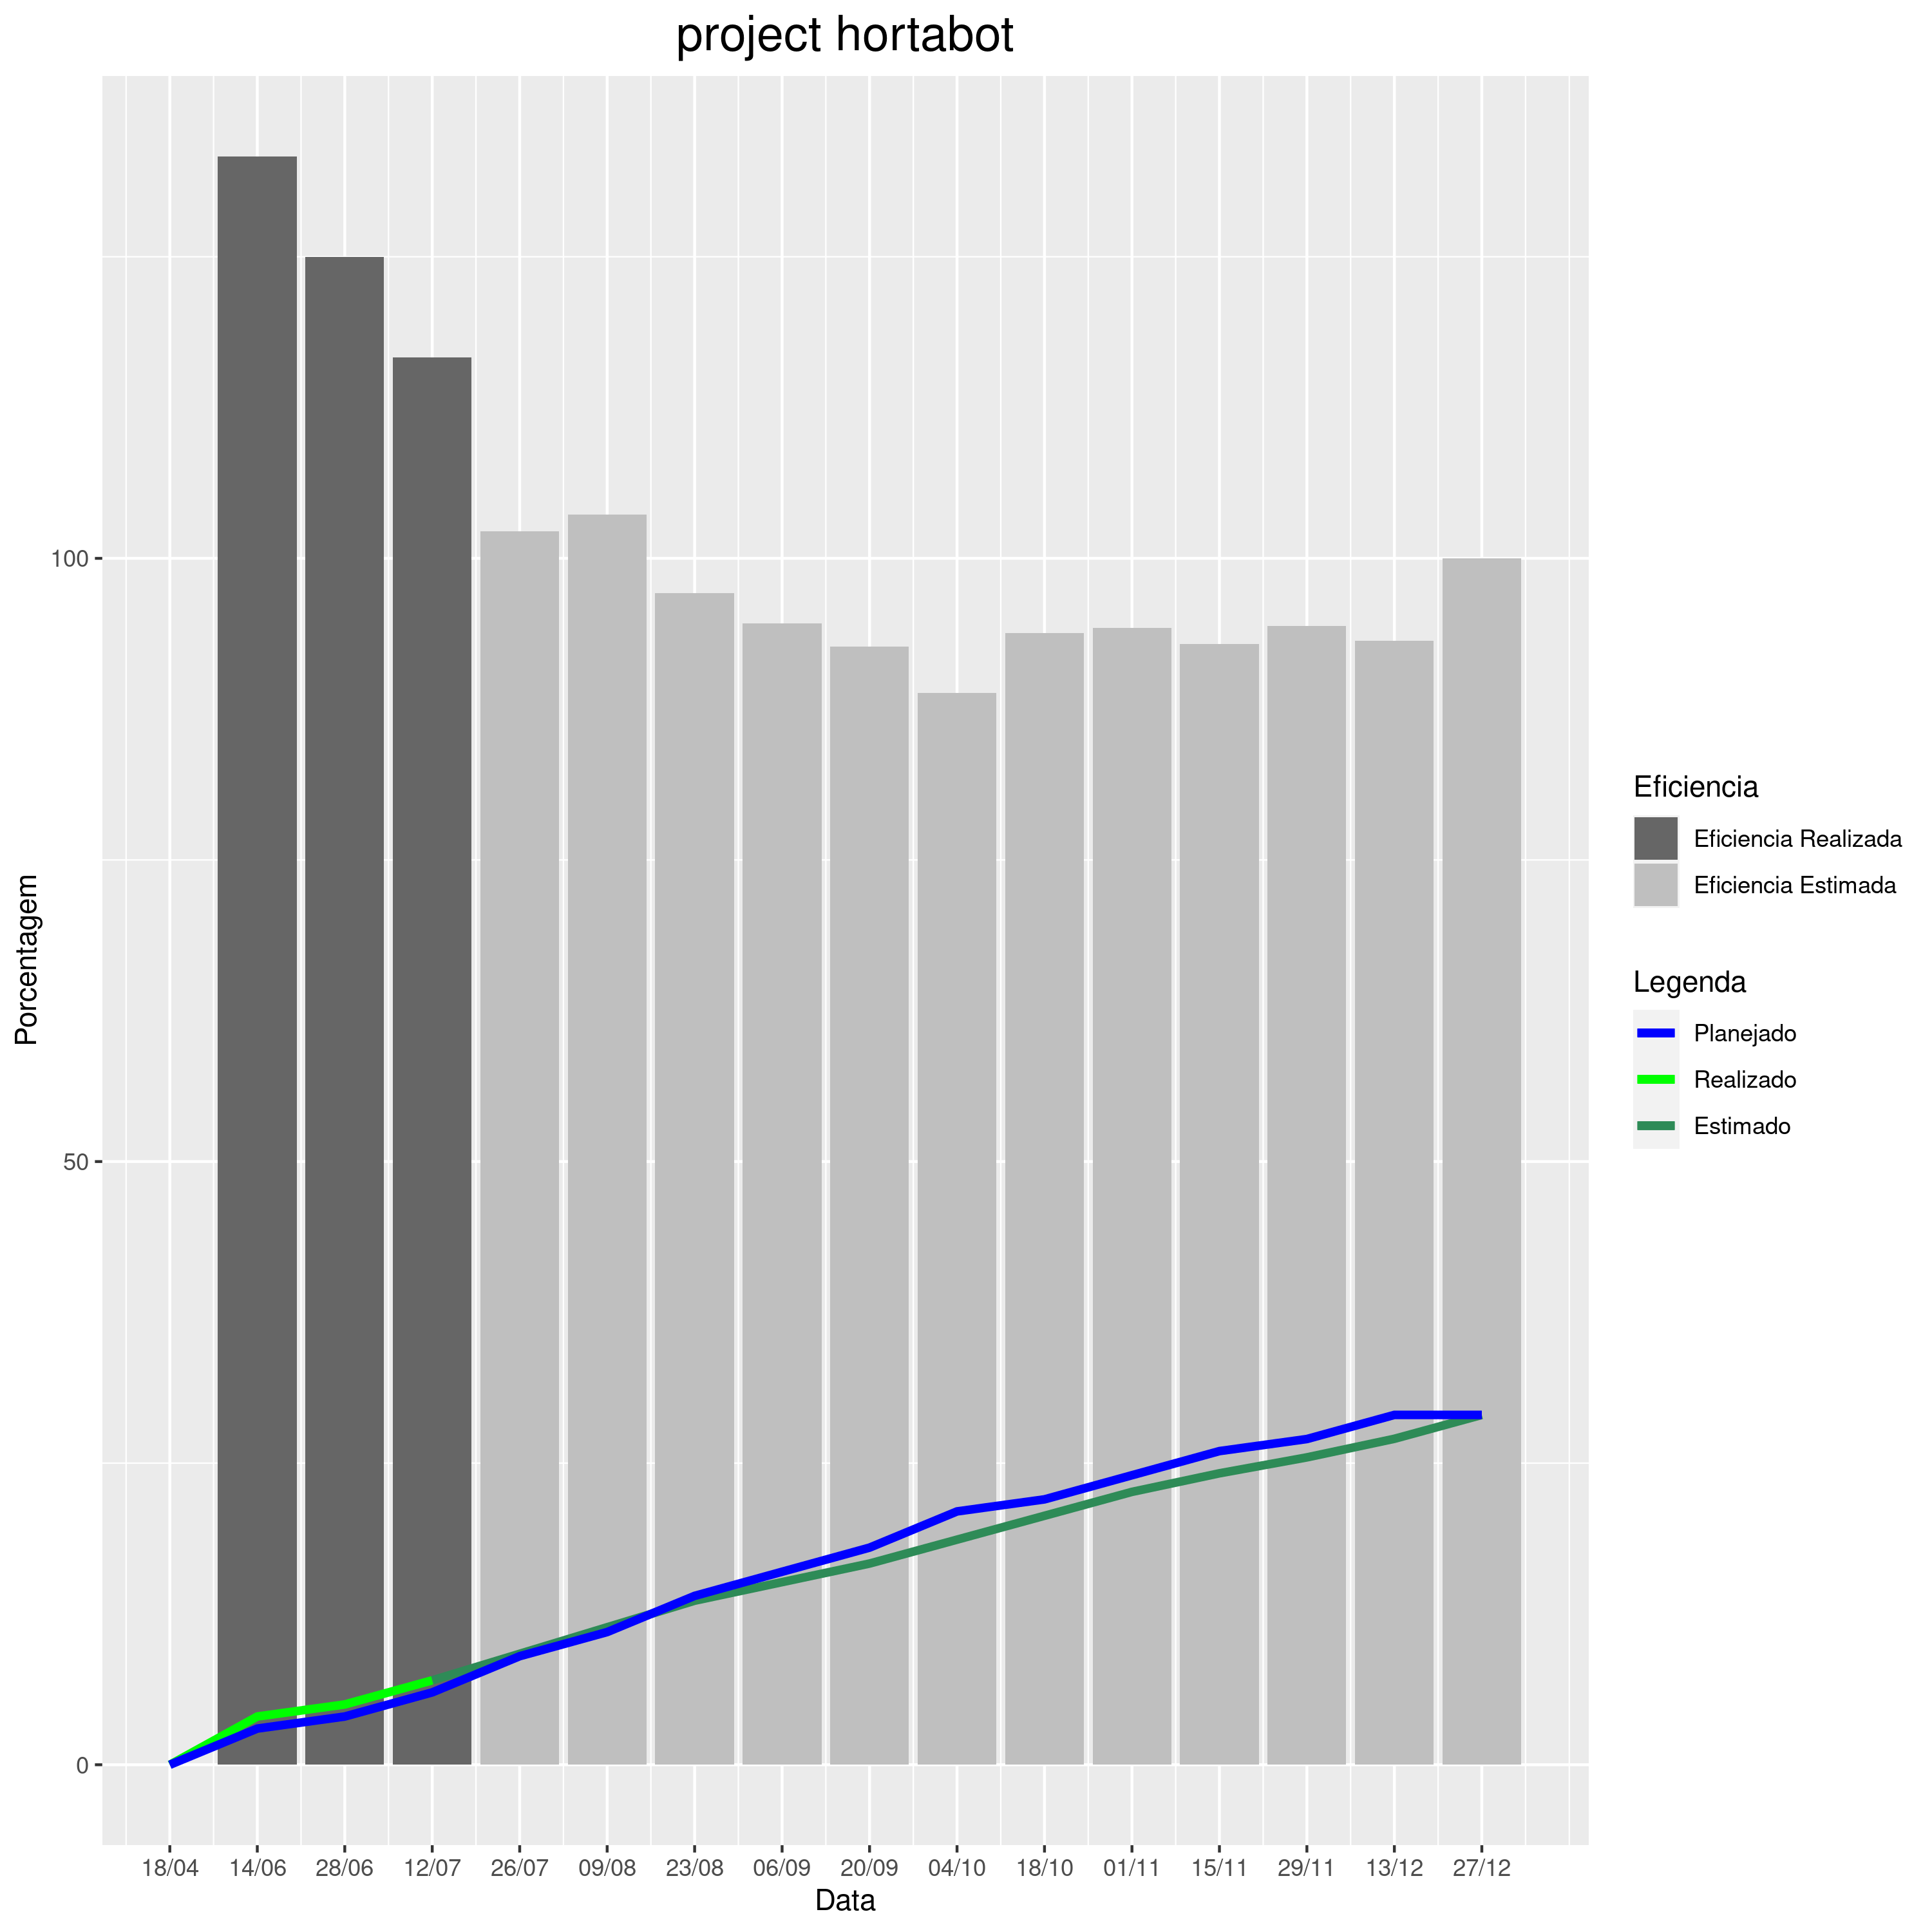 project hortabot
Porcentagem
100
50
0
18/04 14/06 28/06 12/07 26/07 09/08 23/08 06/09 20/09 04/10 18/10 01/11 15/11 29/11 13/12 27/12
Data
Eficiencia
Eficiencia Realizada
Eficiencia Estimada
Legenda
Planejado
Realizado
Estimado